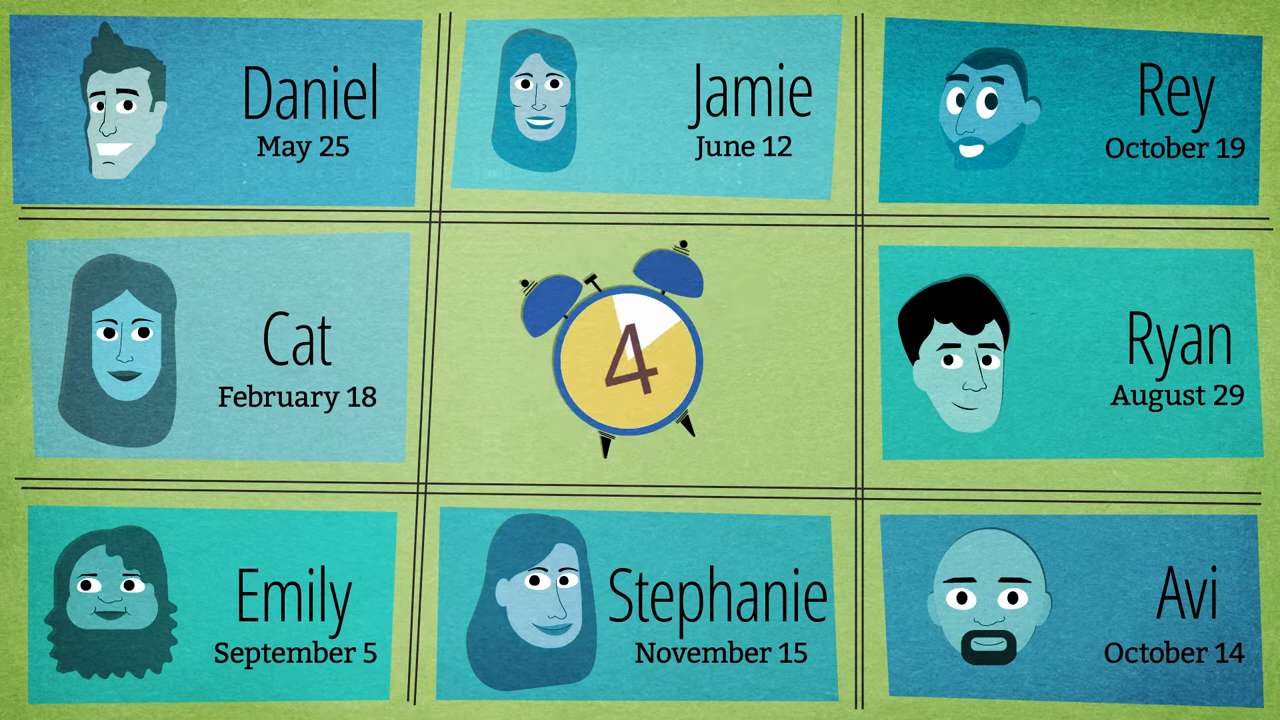 Daniel
May 25
Jamie
June 12
Rey
October 19
Cat
February 18
4
Ryan
August 29
Emily
September 5
Stephanie
November 15
Avi
October 14